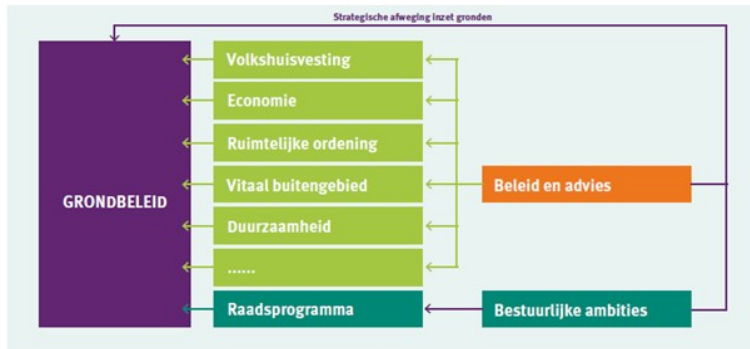 Strategische afweging inzet gronden
Volkshuisvesting
Economie
Ruimtelijke ordening
Vitaal buitengebied
Beleid en advies
GRONDBELEID
Duurzaamheid
......
Raadsprogramma
Bestuurlijke ambities